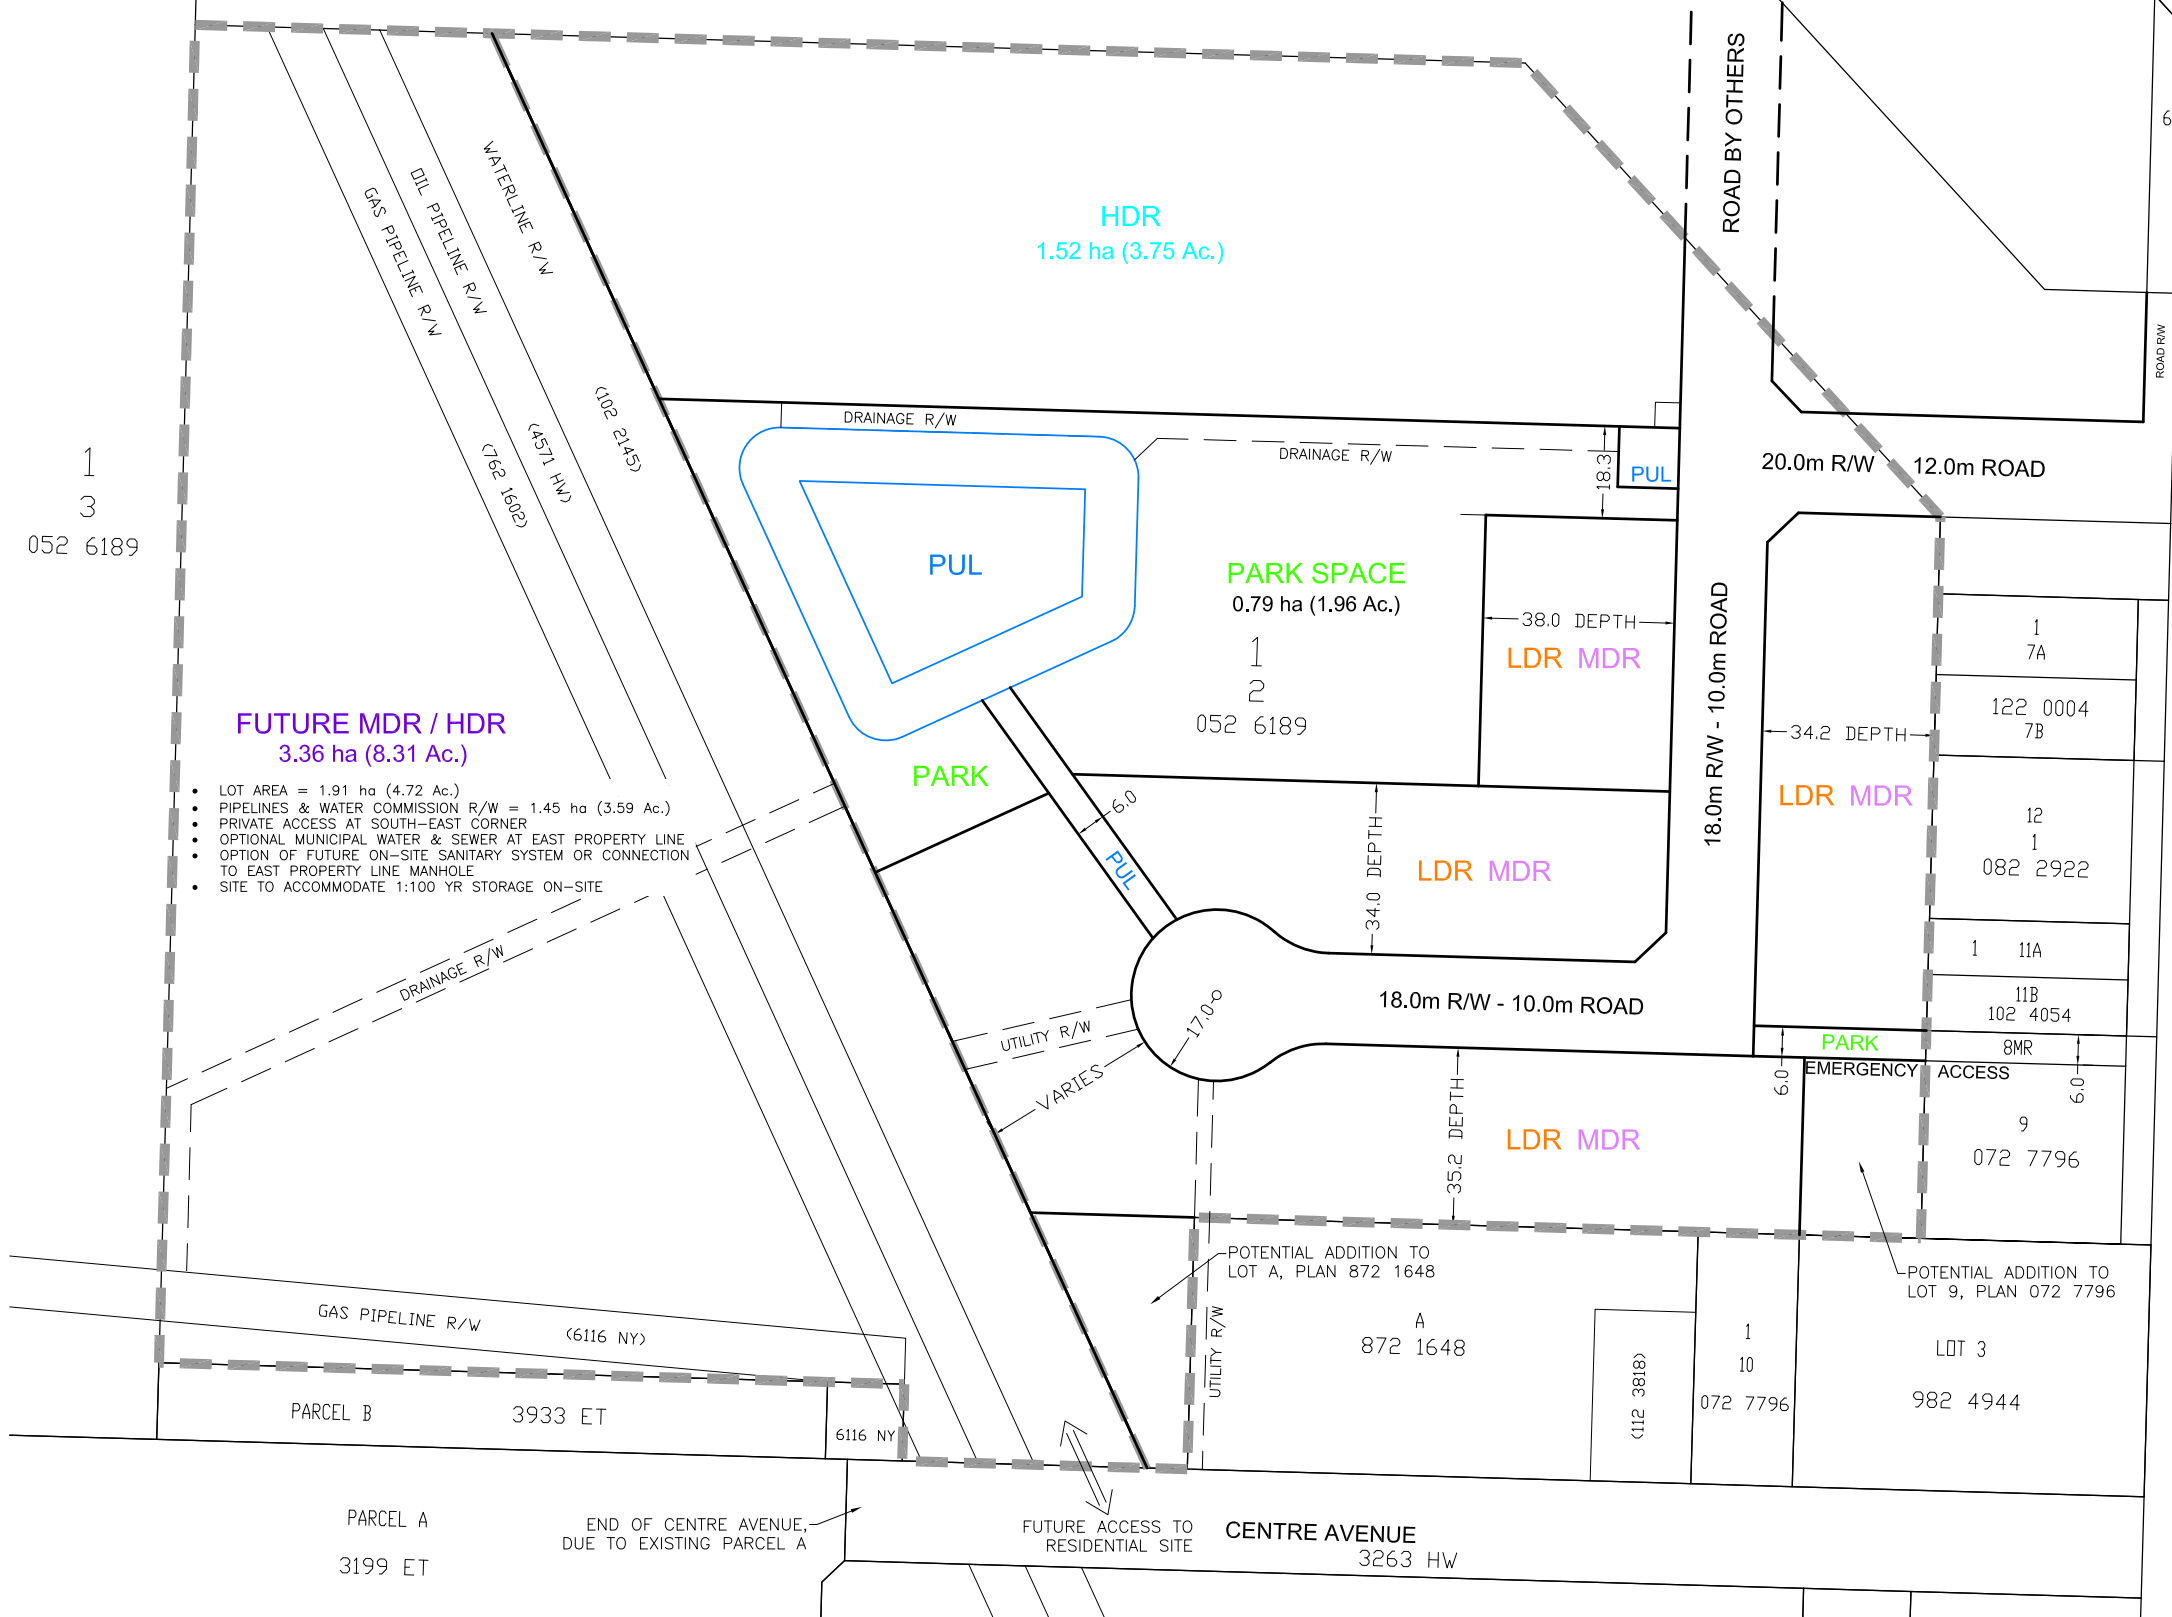 ROAD BY OTHERS
6
HDR
1.52 ha (3.75 Ac.)
WATERLINE R/W
OIL PIPELINE R/W
GAS PIPELINE R/W
(102 2145)
(4571 HW)
(762 1602)
ROAD R/W
1
3
052 6189
DRAINAGE R/W
DRAINAGE R/W
18.3
PUL
20.0m R/W
12.0m ROAD
PUL
PARK SPACE
0.79 ha (1.96 Ac.)
1
2
052 6189
38.0 DEPTH
LDR MDR
18.0m R/W - 10.0m ROAD
34.2 DEPTH
LDR MDR
1
7A
122 0004
7B
12
1
082 2922
1 11A
11B
102 4054
8MR
9
072 7796
FUTURE MDR / HDR
3.36 ha (8.31 Ac.)
• LOT AREA = 1.91 ha (4.72 Ac.)
• PIPELINES & WATER COMMISSION R/W = 1.45 ha (3.59 Ac.)
• PRIVATE ACCESS AT SOUTH-EAST CORNER
• OPTIONAL MUNICIPAL WATER & SEWER AT EAST PROPERTY LINE
• OPTION OF FUTURE ON-SITE SANITARY SYSTEM OR CONNECTION
TO EAST PROPERTY LINE MANHOLE
• SITE TO ACCOMMODATE 1:100 YR STORAGE ON-SITE
PARK
6.0
PUL
34.0 DEPTH
LDR MDR
DRAINAGE R/W
UTILITY R/W
17.0
VARIES
18.0m R/W - 10.0m ROAD
PARK
6.0
EMERGENCY ACCESS
6.0
35.2 DEPTH
LDR MDR
POTENTIAL ADDITION TO
LOT A, PLAN 872 1648
POTENTIAL ADDITION TO
LOT 9, PLAN 072 7796
UTILITY R/W
A
872 1648
(112 3818)
1
10
072 7796
LOT 3
982 4944
GAS PIPELINE R/W
(6116 NY)
PARCEL B
3933 ET
6116 NY
PARCEL A
3199 ET
END OF CENTRE AVENUE,
DUE TO EXISTING PARCEL A
FUTURE ACCESS TO
RESIDENTIAL SITE
CENTRE AVENUE
3263 HW